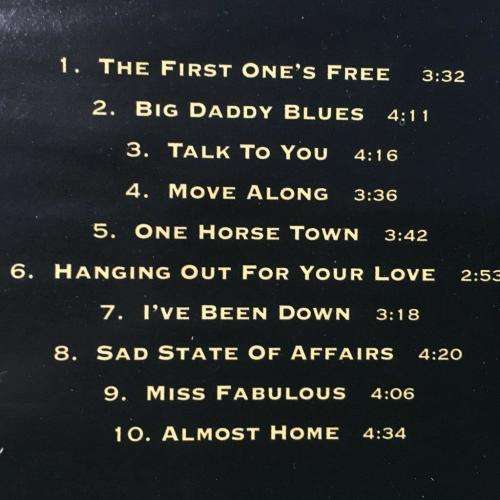 1. THE FIRST ONE'S FREE 3:32
2. BIG DADDY BLUES 4:11
3. TALK TO YOU 4:16
4. MOVE ALONG 3:36
5. ONE HORSE TOWN 3:42
6. HANGING OUT FOR YOUR LOVE 2:53
7. I'VE BEEN DOWN 3:18
8. SAD STATE OF AFFAIRS 4:20
9. MISS FABULOUS 4:06
10. ALMOST HOME 4:34